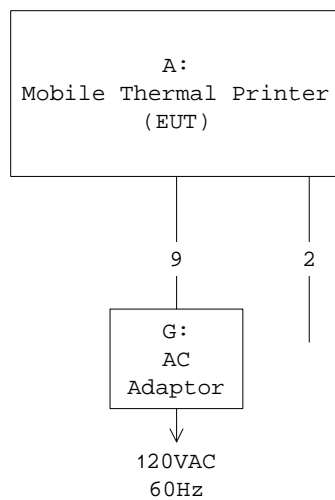 A:
Mobile Thermal Printer
(EUT)
9
2
G:
AC
Adaptor
120VAC
60Hz